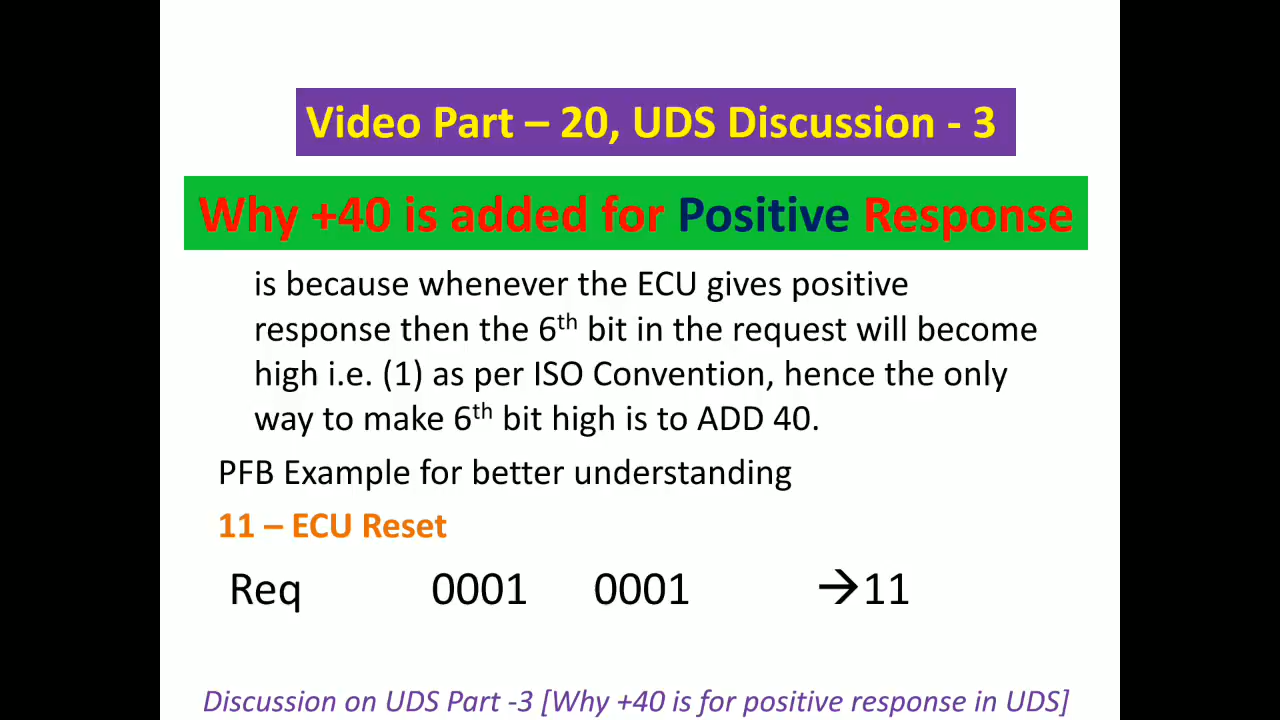 Video Part – 20, UDS Discussion - 3
Why +40 is added for Positive Response
is because whenever the ECU gives positive
response then the 6th bit in the request will become
high i.e. (1) as per ISO Convention, hence the only
way to make 6th bit high is to ADD 40.
PFB Example for better understanding
11 – ECU Reset
Req 0001 0001 →11
Discussion on UDS Part -3 [Why +40 is for positive response in UDS]